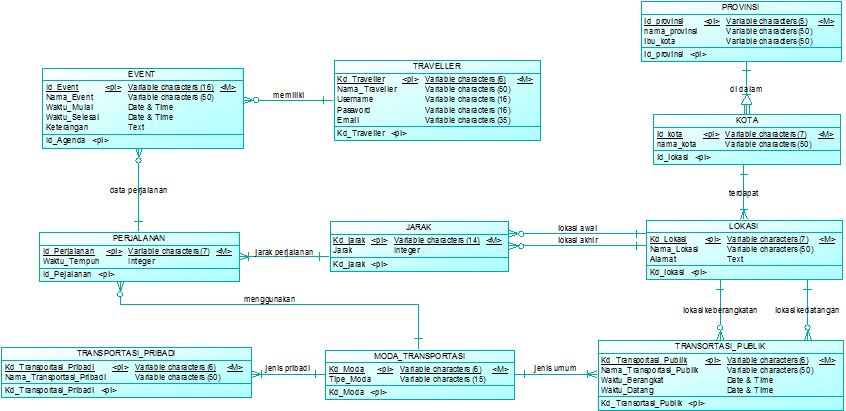 PROVINSI
Id_provinsi <pi> Variable characters (5) <M>
nama_provinsi Variable characters (50)
Ibu_kota Variable characters (50)
Id_provinsi <pi>
di dalam
TRAVELLER
Kd_Traveller <pi> Variable characters (6) <M>
Nama_Traveller Variable characters (50)
Username Variable characters (16)
Password Variable characters (16)
Email Variable characters (35)
Kd_Traveller <pi>
memiliki
EVENT
Id_Event <pi> Variable characters (16) <M>
Nama_Event Variable characters (50)
Waktu_Mulai Date & Time
Waktu_Selesai Date & Time
Keterangan Text
Id_Agenda <pi>
KOTA
Id_kota <pi> Variable characters (7) <M>
nama_kota Variable characters (50)
Id_lokasi <pi>
terdapat
data perjalanan
PERJALANAN
Id_Perjalanan <pi> Variable characters (7) <M>
Waktu_Tempuh Integer
Id_Pejalanan <pi>
jarak perjalanan
JARAK
Kd_jarak <pi> Variable characters (14) <M>
Jarak Integer
Kd_jarak <pi>
lokasi awal
lokasi akhir
LOKASI
Kd_Lokasi <pi> Variable characters (7) <M>
Nama_Lokasi Variable characters (50)
Alamat Text
Kd_lokasi <pi>
menggunakan
lokasi keberangkatan
lokasi kedatangan
TRANSPORTASI_PRIBADI
Kd_Transportasi_Pribadi <pi> Variable characters (6) <M>
Nama_Transportasi_Pribadi Variable characters (50)
Kd_Transportasi_Pribadi <pi>
jenis pribadi
MODA_TRANSPORTASI
Kd_Moda <pi> Variable characters (6) <M>
Tipe_Moda Variable characters (15)
Kd_Moda <pi>
jenis umum
TRANSORTASI_PUBLIK
Kd_Transportasi_Publik <pi> Variable characters (6) <M>
Nama_Transportasi_Publik Variable characters (50)
Waktu_Berangkat Date & Time
Waktu_Datang Date & Time
Kd_Transortasi_Publik <pi>